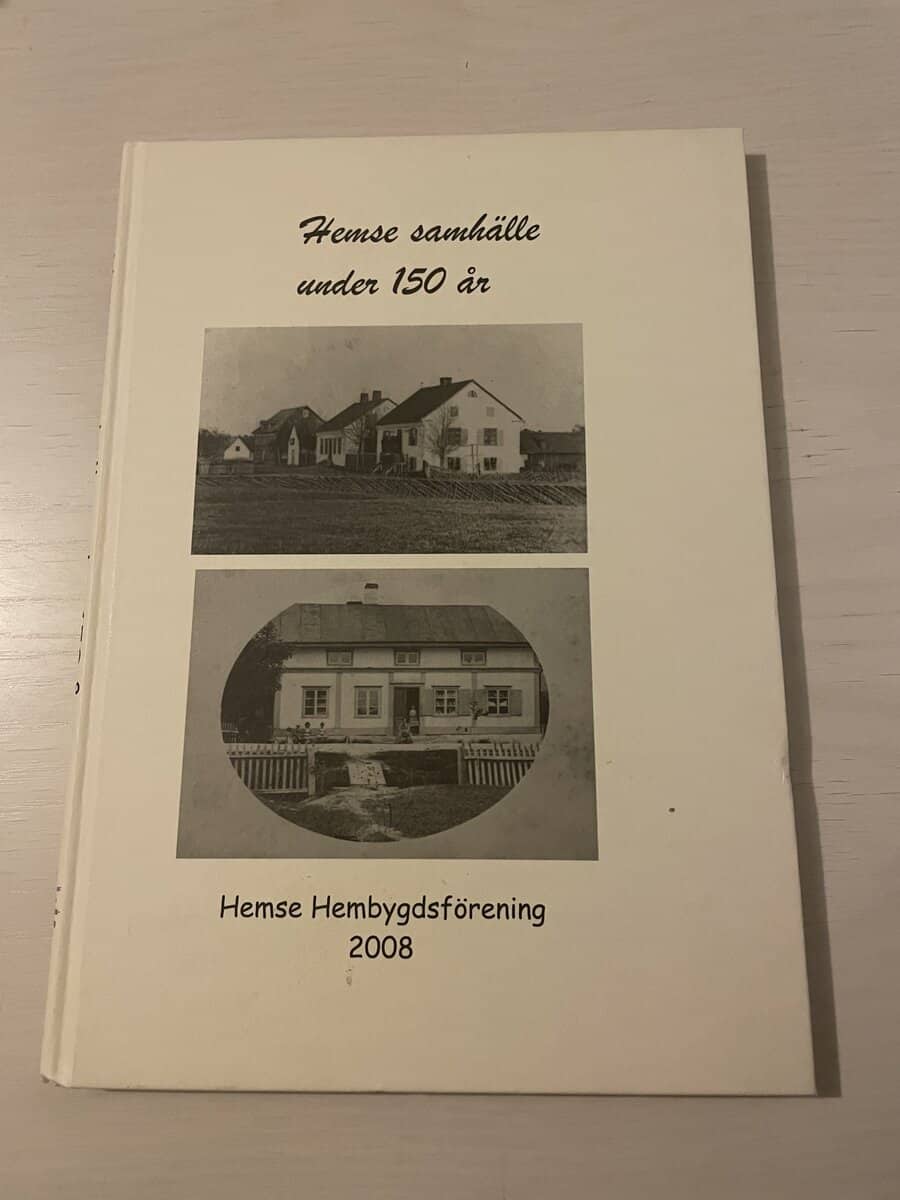 Hemse samhälle
under 150 år
Hemse Hembygdsförening
2008